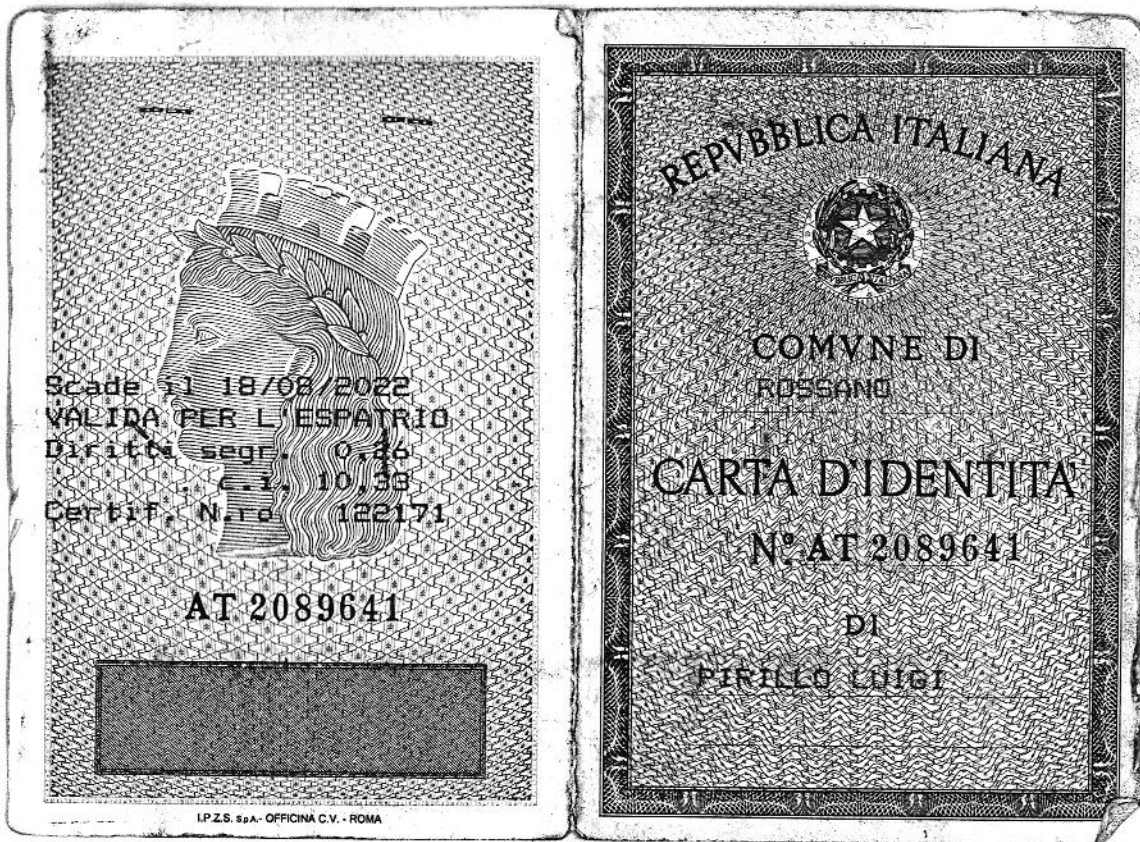 Scade il 18/08/2022
VALIDA PER L'ESPATRIO
Diritti segr. 0.26
c.i. 10.33
Certif. N.ro 122171
AT 2089641
I.P.Z.S. S.p.A. - OFFICINA C.V. - ROMA
REPVBBLICA ITALIANA
COMVNE DI
ROSSANO
CARTA D'IDENTITA'
Nº AT 2089641
DI
PIRILLO LUIGI